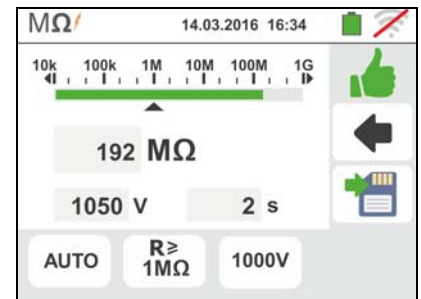 MΩ 14.03.2016 16:34
10k 100k 1M 10M 100M 1G
192 MΩ
1050 V 2 s
AUTO R≥ 1MΩ 1000V